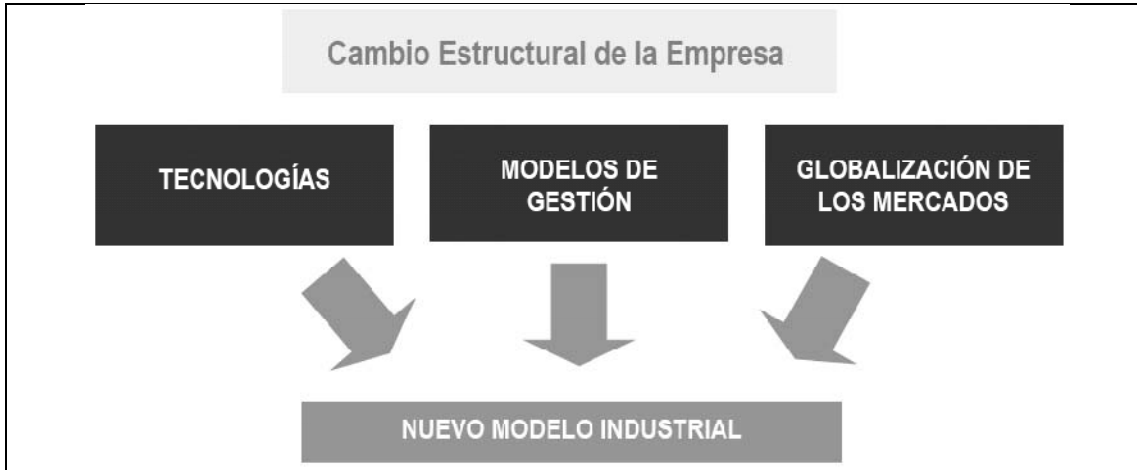 Cambio Estructural de la Empresa
TECNOLOGÍAS
MODELOS DE
GESTIÓN
GLOBALIZACIÓN DE
LOS MERCADOS
NUEVO MODELO INDUSTRIAL